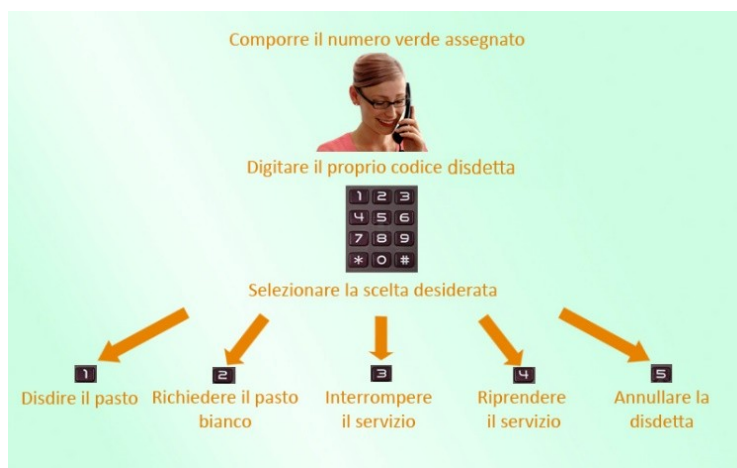 Comporre il numero verde assegnato
Digitare il proprio codice disdetta
1 2 3
4 5 6
7 8 9
* 0 #
Selezionare la scelta desiderata
1
Disdire il pasto
2
Richiedere il pasto
bianco
3
Interrompere
il servizio
4
Riprendere
il servizio
5
Annullare la
disdetta